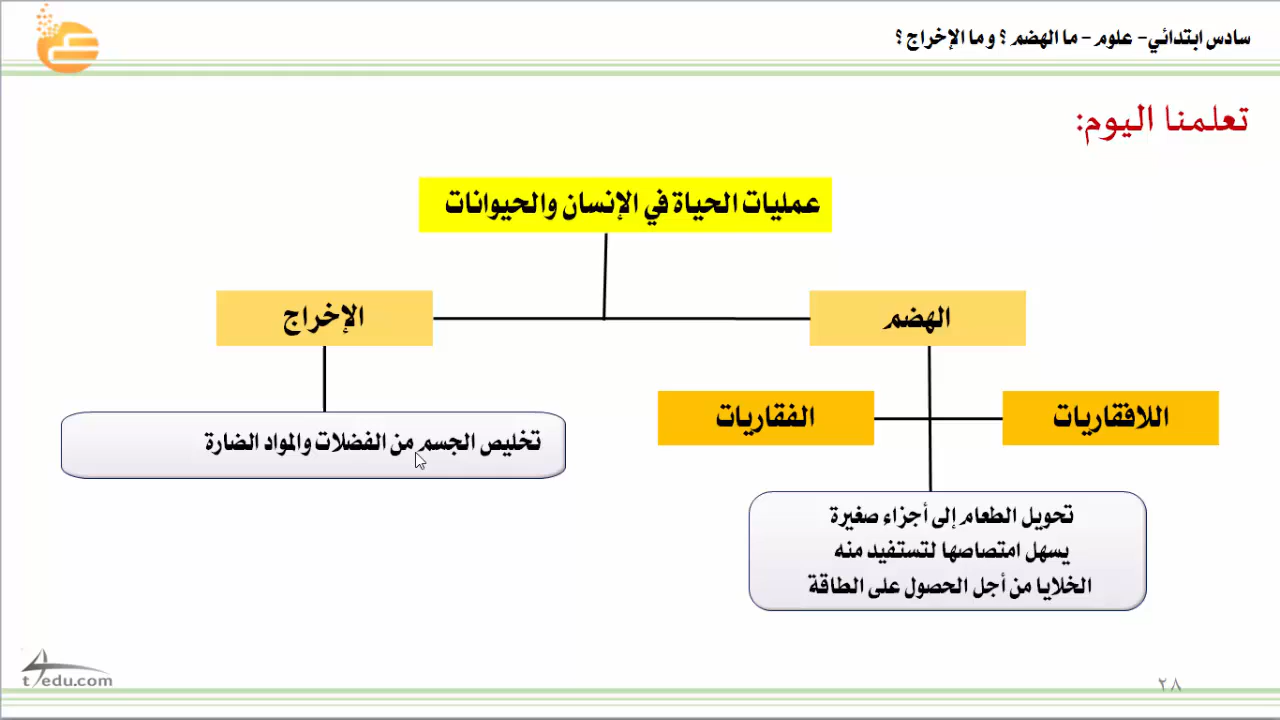 سادس ابتدائي- علوم - ما الهضم ؟ و ما الإخراج ؟
تعلمنا اليوم:
عمليات الحياة في الإنسان والحيوانات
الهضم
الإخراج
اللافقاريات
الفقاريات
تخليص الجسم من الفضلات والمواد الضارة
تحويل الطعام إلى أجزاء صغيرة
يسهل امتصاصها لتستفيد منه
الخلايا من أجل الحصول على الطاقة
t4edu.com
٢٨